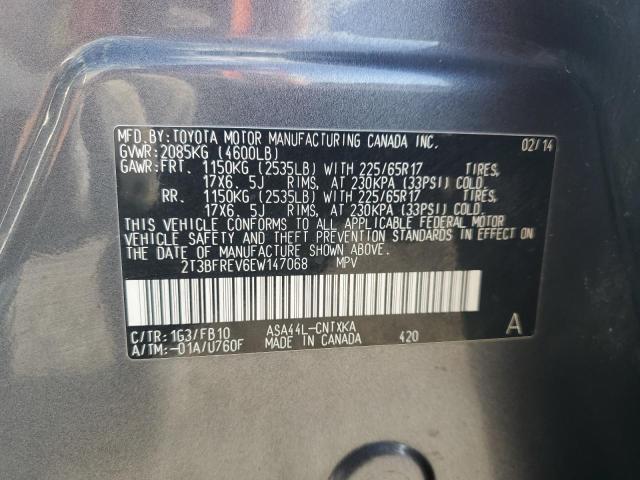 MFD.BY:TOYOTA MOTOR MANUFACTURING CANADA INC. 02/14
GVWR:2085KG (4600LB)
GAWR:FRT. 1150KG (2535LB) WITH 225/65R17 TIRES,
17X6.5J RIMS, AT 230KPA (33PSI) COLD.
RR. 1150KG (2535LB) WITH 225/65R17 TIRES,
17X6.5J RIMS, AT 230KPA (33PSI) COLD.
THIS VEHICLE CONFORMS TO ALL APPLICABLE FEDERAL MOTOR
VEHICLE SAFETY AND THEFT PREVENTION STANDARDS IN EFFECT ON
THE DATE OF MANUFACTURE SHOWN ABOVE.
2T3BFREV6EW147068 MPV
C/TR:1G3/FB10 ASA44L-CNTXKA A
A/TM:-01A/U760F MADE IN CANADA 420